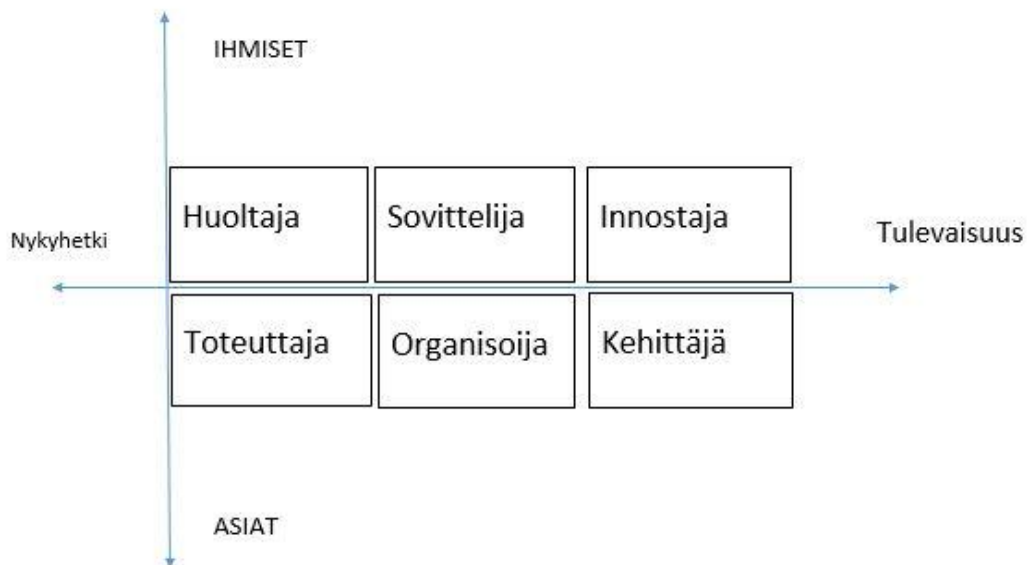 IHMISET
Huoltaja Sovittelija Innostaja
Nykyhetki Tulevaisuus
Toteuttaja Organisoija Kehittäjä
ASIAT